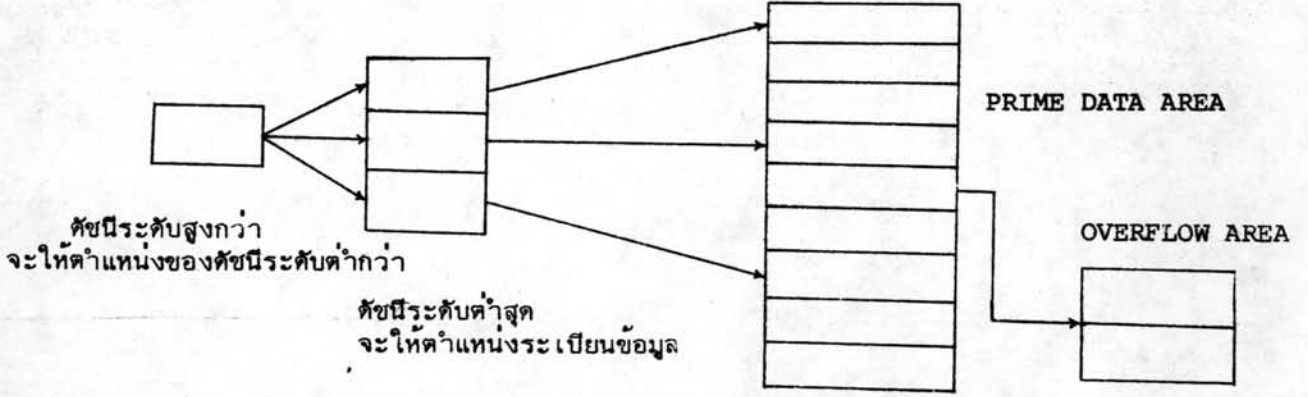 PRIME DATA AREA
ดัชนีระดับสูงกว่า
จะให้ตำแหน่งของดัชนีระดับต่ำกว่า
OVERFLOW AREA
ดัชนีระดับต่ำสุด
จะให้ตำแหน่งระเบียนข้อมูล